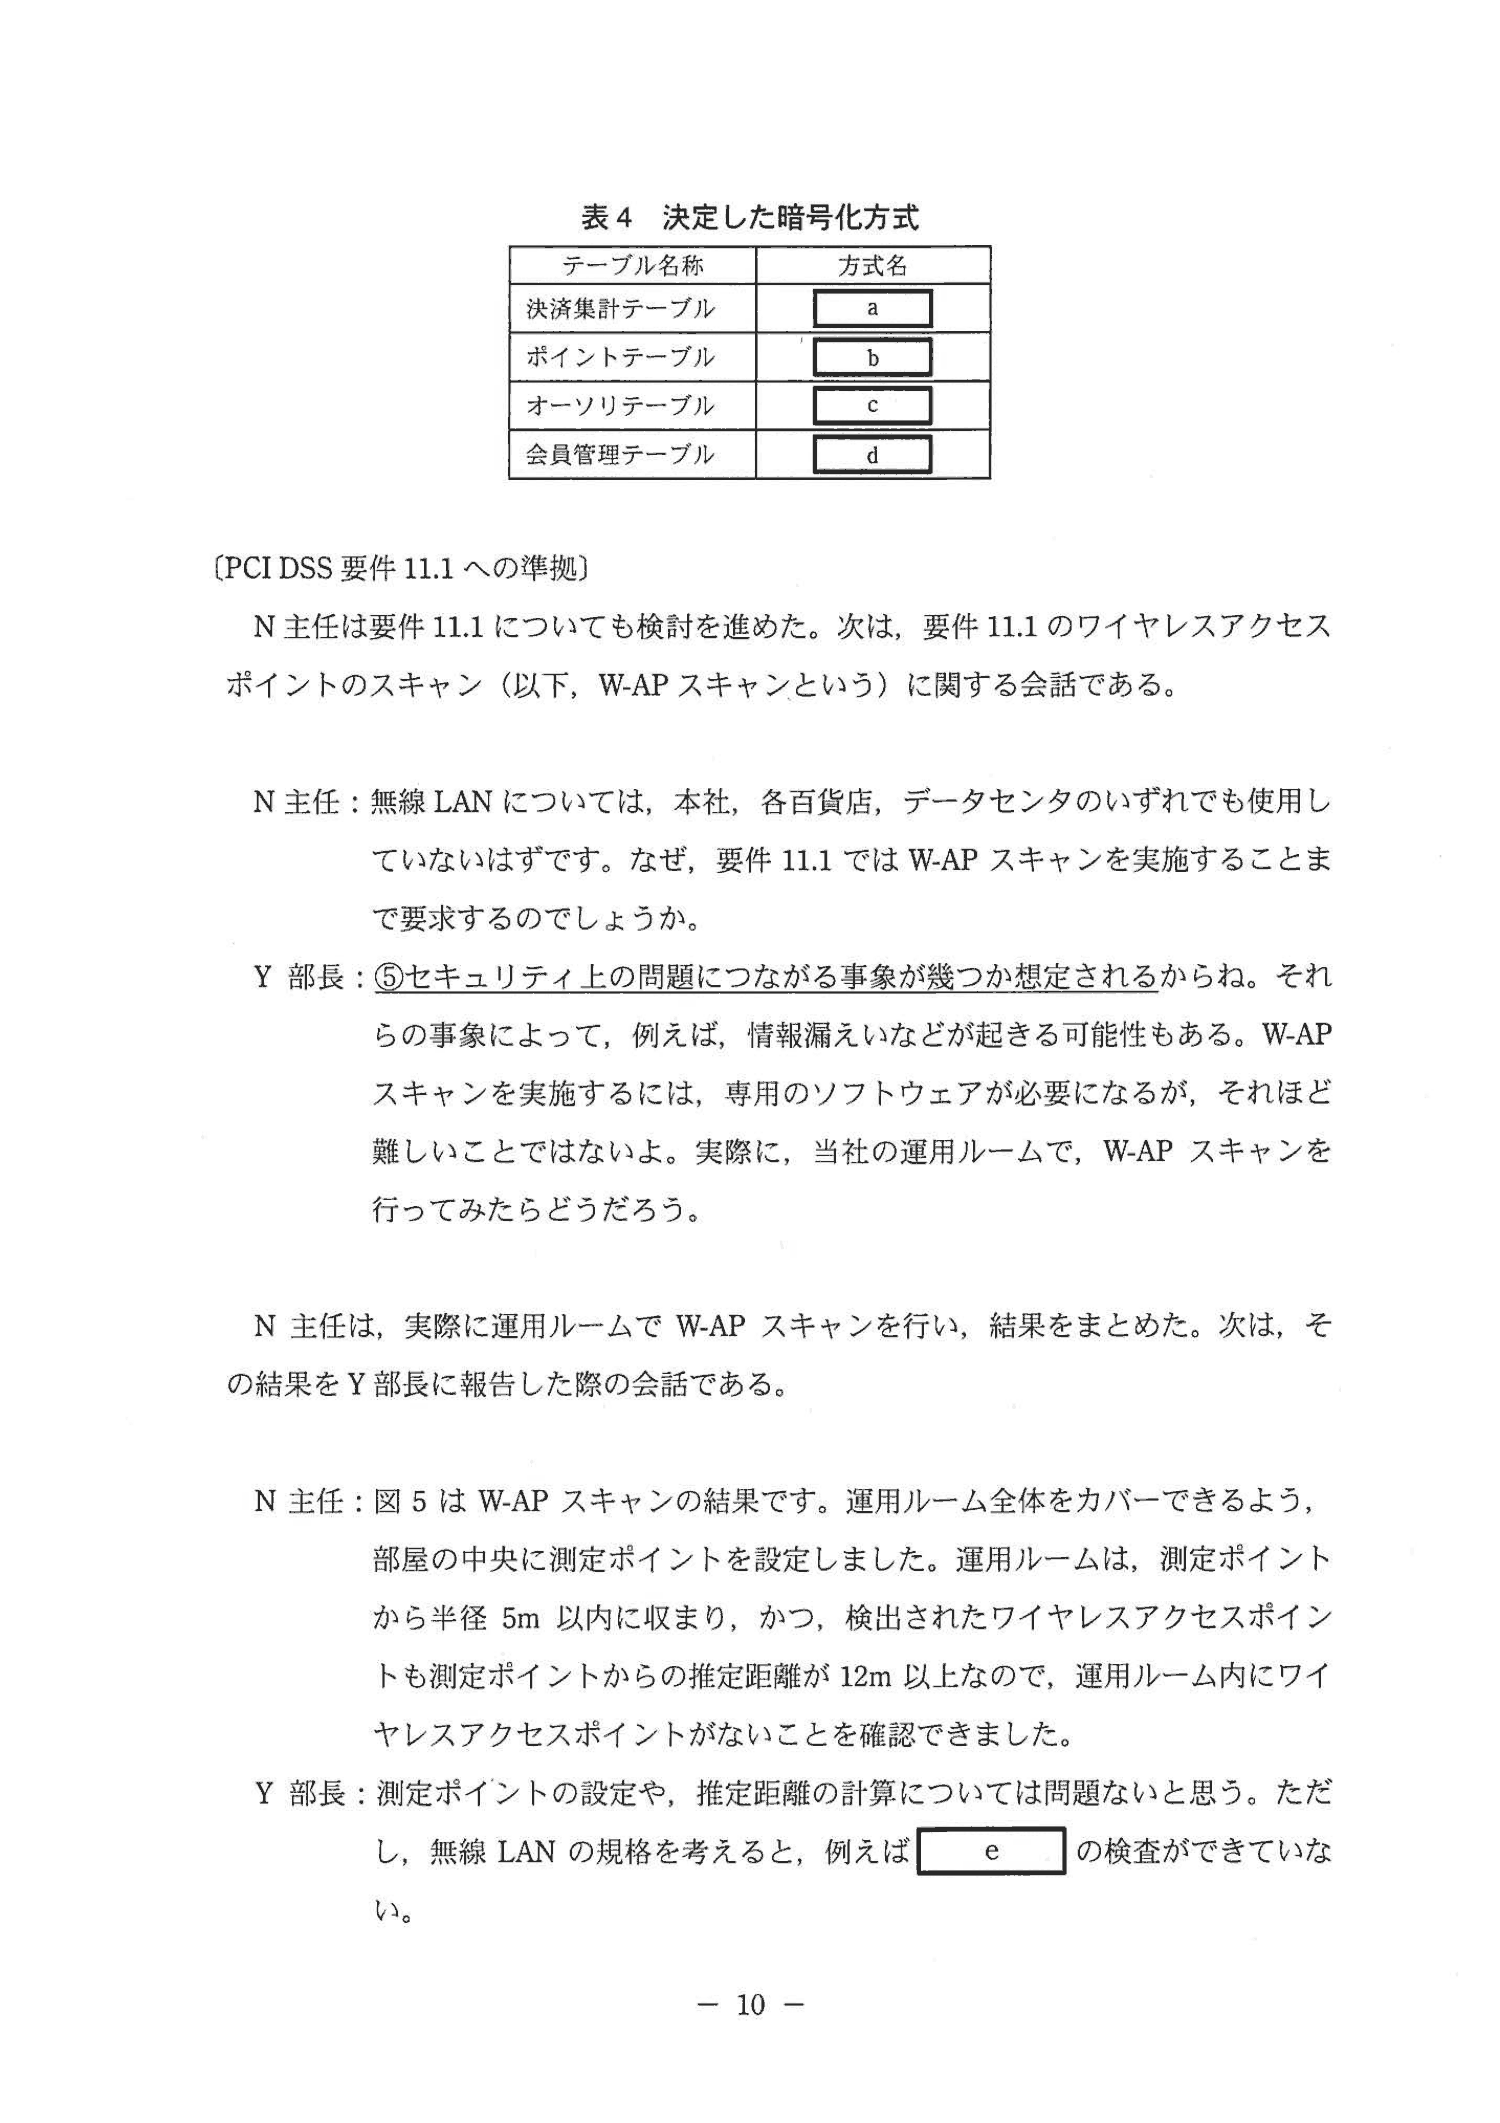 表4　決定した暗号化方式
テーブル名称　方式名
決済集計テーブル　a
ポイントテーブル　b
オーソリテーブル　c
会員管理テーブル　d
〔PCI DSS 要件 11.1 への準拠〕
N 主任は要件 11.1 についても検討を進めた。次は，要件 11.1 のワイヤレスアクセス
ポイントのスキャン（以下，W-AP スキャンという）に関する会話である。
N 主任：無線 LAN については，本社，各百貨店，データセンタのいずれでも使用し
ていないはずです。なぜ，要件 11.1 では W-AP スキャンを実施することま
で要求するのでしょうか。
Y 部長：⑤セキュリティ上の問題につながる事象が幾つか想定されるからね。それ
らの事象によって，例えば，情報漏えいなどが起きる可能性もある。W-AP
スキャンを実施するには，専用のソフトウェアが必要になるが，それほど
難しいことではないよ。実際に，当社の運用ルームで，W-AP スキャンを
行ってみたらどうだろう。
N 主任は，実際に運用ルームで W-AP スキャンを行い，結果をまとめた。次は，そ
の結果を Y 部長に報告した際の会話である。
N 主任：図 5 は W-AP スキャンの結果です。運用ルーム全体をカバーできるよう，
部屋の中央に測定ポイントを設定しました。運用ルームは，測定ポイント
から半径 5m 以内に収まり，かつ，検出されたワイヤレスアクセスポイン
トも測定ポイントからの推定距離が 12m 以上なので，運用ルーム内にワイ
ヤレスアクセスポイントがないことを確認できました。
Y 部長：測定ポイントの設定や，推定距離の計算については問題ないと思う。ただ
し，無線 LAN の規格を考えると，例えば e の検査ができていな
い。
－ 10 －